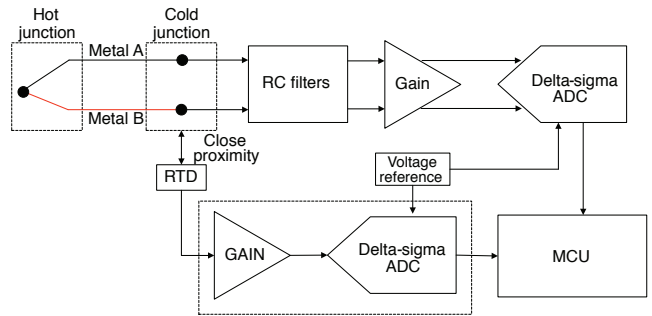 Hot
junction
Cold
junction
Metal A
Metal B
RC filters
Gain
Delta-sigma
ADC
Close
proximity
RTD
Voltage
reference
GAIN
Delta-sigma
ADC
MCU